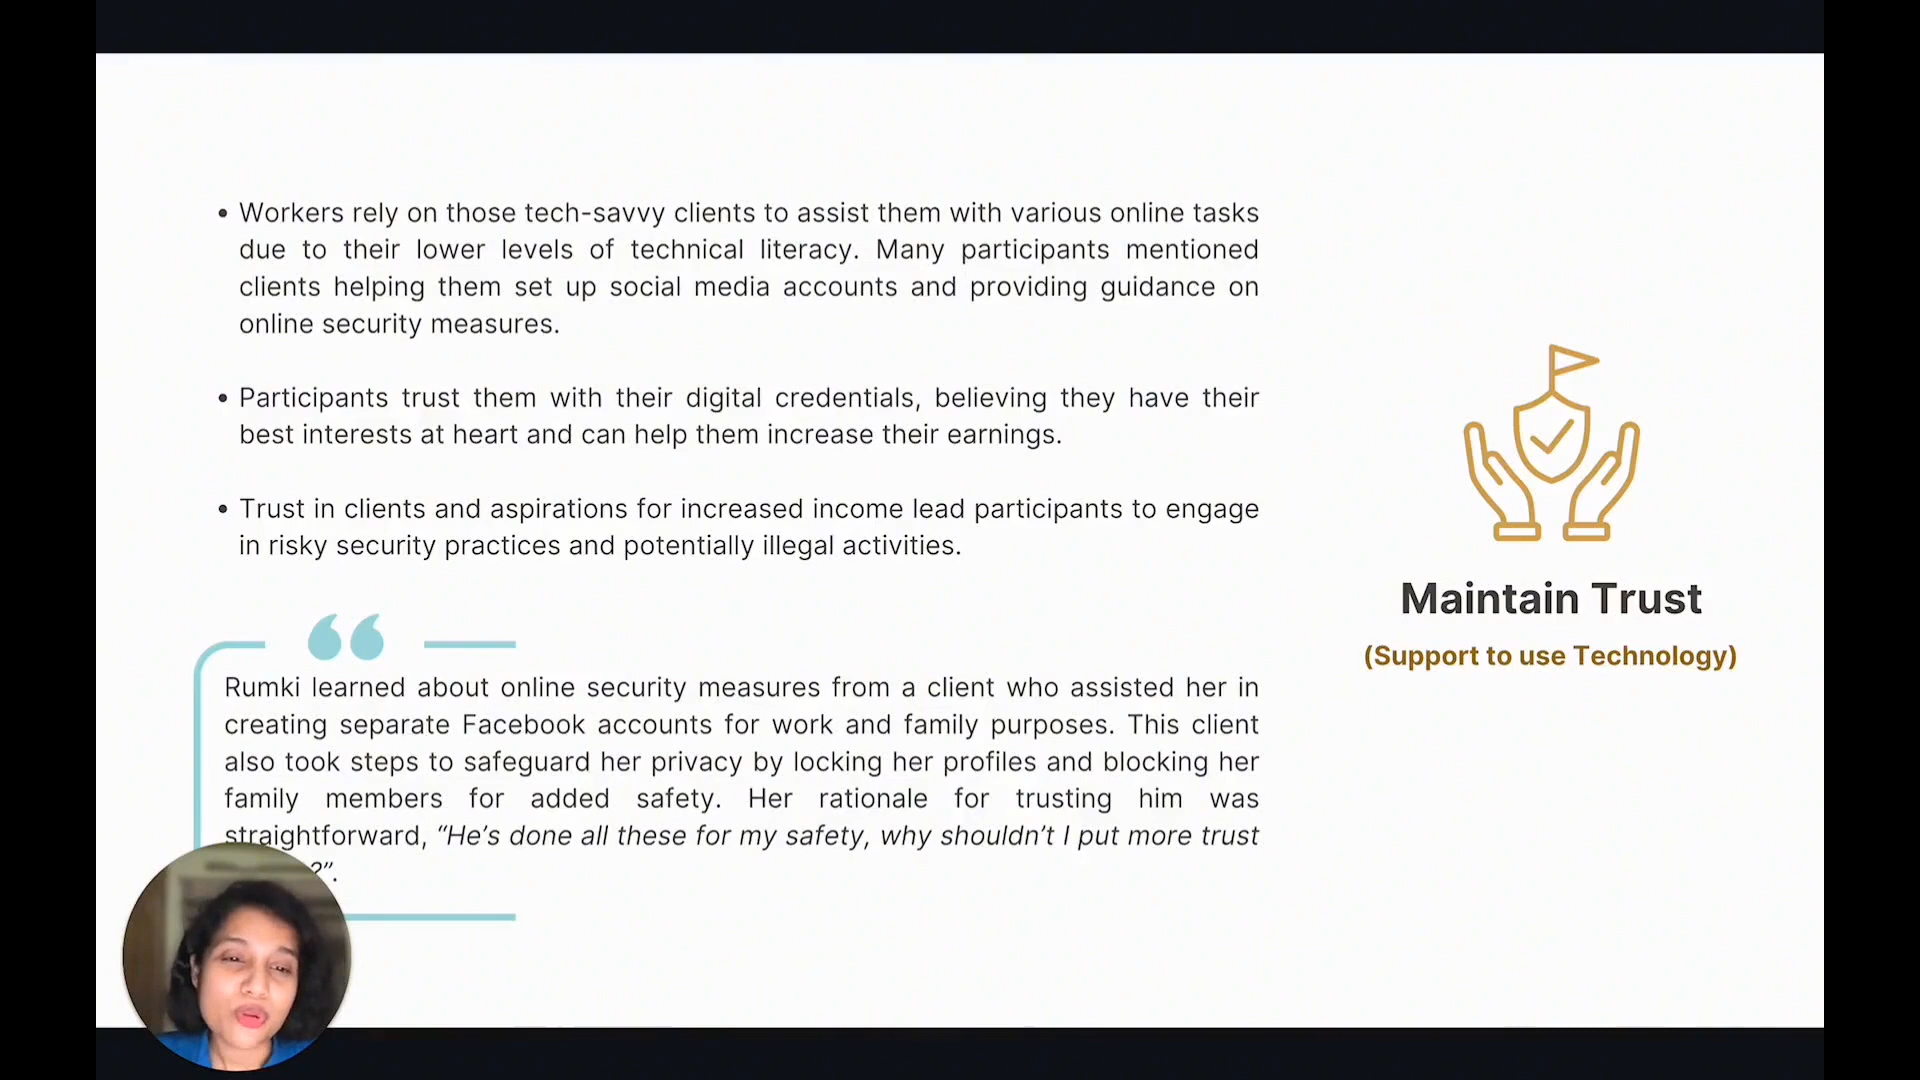 Workers rely on those tech-savvy clients to assist them with various online tasks
due to their lower levels of technical literacy. Many participants mentioned
clients helping them set up social media accounts and providing guidance on
online security measures.
Participants trust them with their digital credentials, believing they have their
best interests at heart and can help them increase their earnings.
Trust in clients and aspirations for increased income lead participants to engage
in risky security practices and potentially illegal activities.
“
Rumki learned about online security measures from a client who assisted her in
creating separate Facebook accounts for work and family purposes. This client
also took steps to safeguard her privacy by locking her profiles and blocking her
family members for added safety. Her rationale for trusting him was
straightforward, “He’s done all these for my safety, why shouldn’t I put more trust
?”.
Maintain Trust
(Support to use Technology)